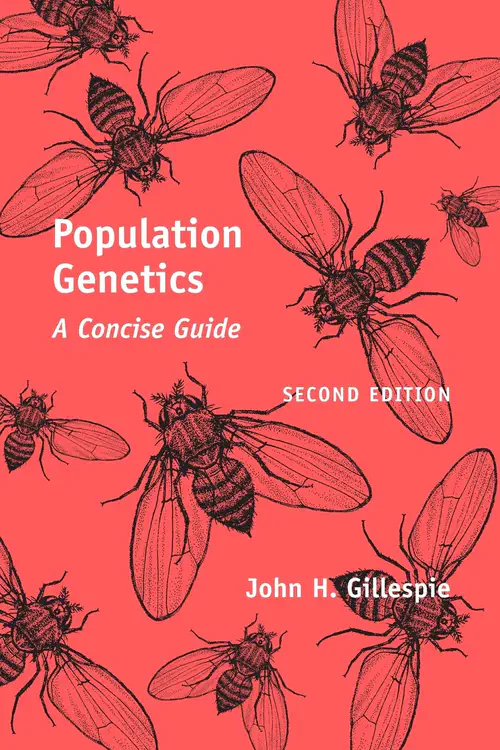 Population
Genetics
A Concise Guide
SECOND EDITION
John H. Gillespie